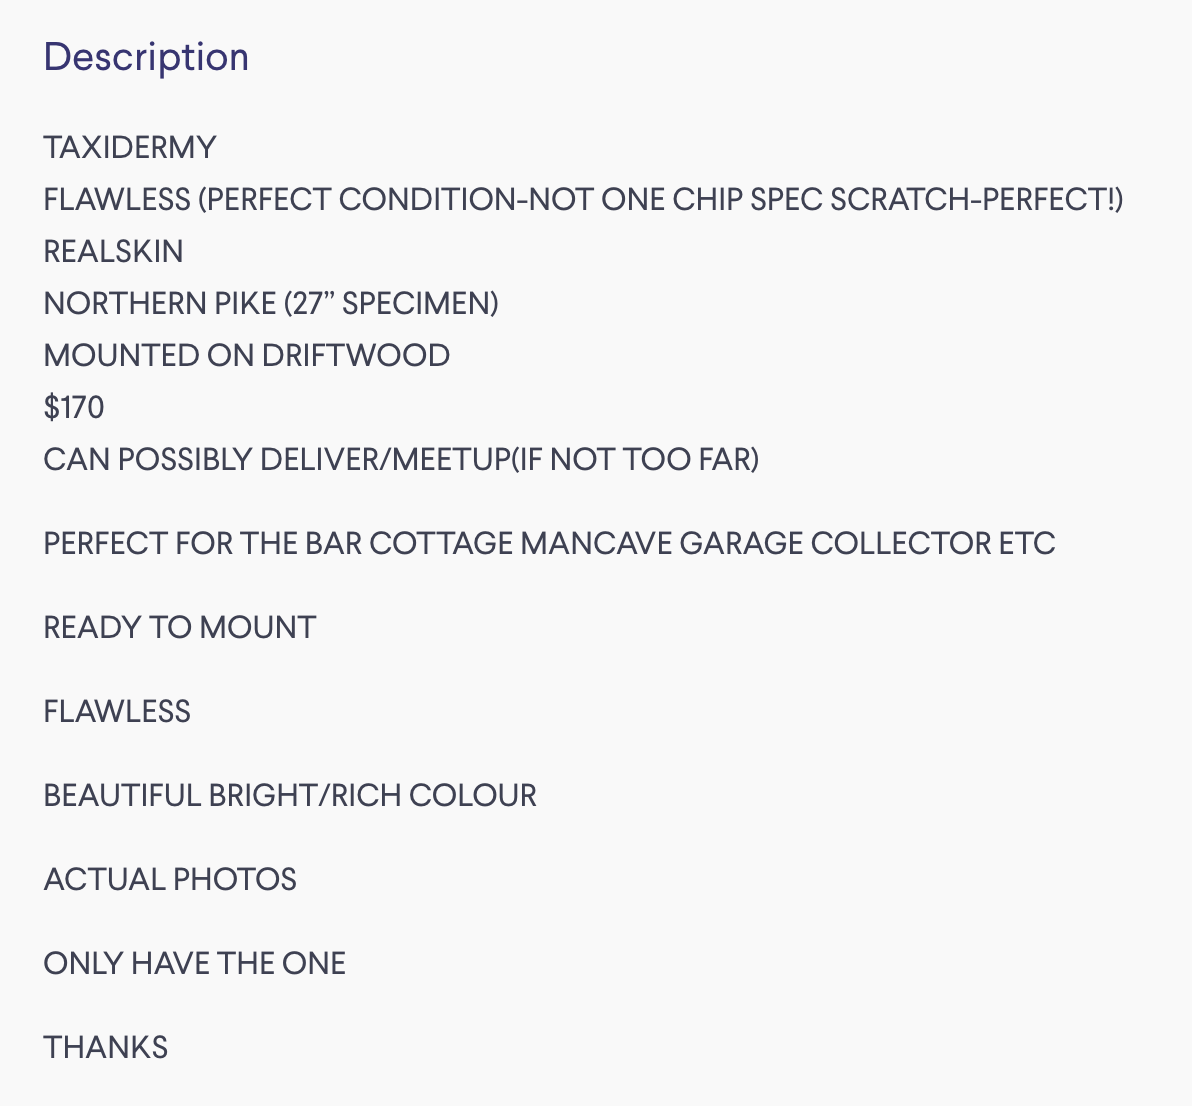 Description
TAXIDERMY
FLAWLESS (PERFECT CONDITION-NOT ONE CHIP SPEC SCRATCH-PERFECT!)
REALSKIN
NORTHERN PIKE (27” SPECIMEN)
MOUNTED ON DRIFTWOOD
$170
CAN POSSIBLY DELIVER/MEETUP(IF NOT TOO FAR)
PERFECT FOR THE BAR COTTAGE MANCAVE GARAGE COLLECTOR ETC
READY TO MOUNT
FLAWLESS
BEAUTIFUL BRIGHT/RICH COLOUR
ACTUAL PHOTOS
ONLY HAVE THE ONE
THANKS